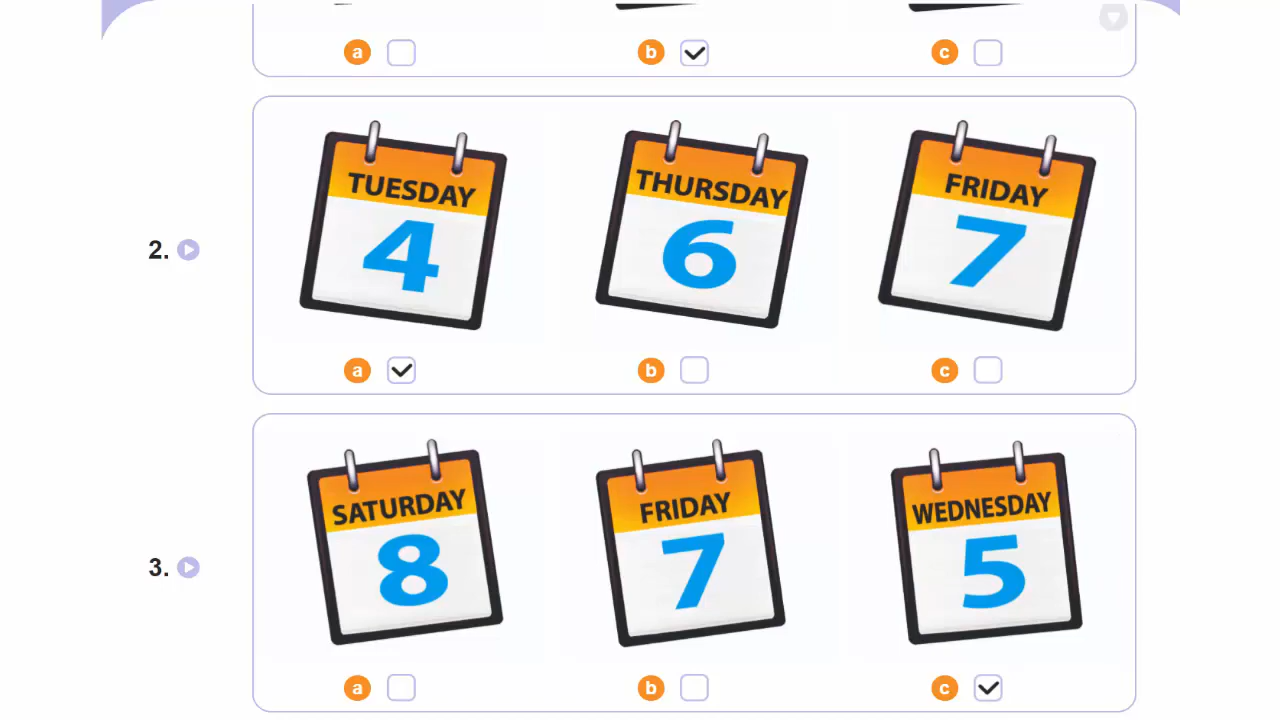 a b c
2.
TUESDAY THURSDAY FRIDAY
4 6 7
a b c
3.
SATURDAY FRIDAY WEDNESDAY
8 7 5
a b c